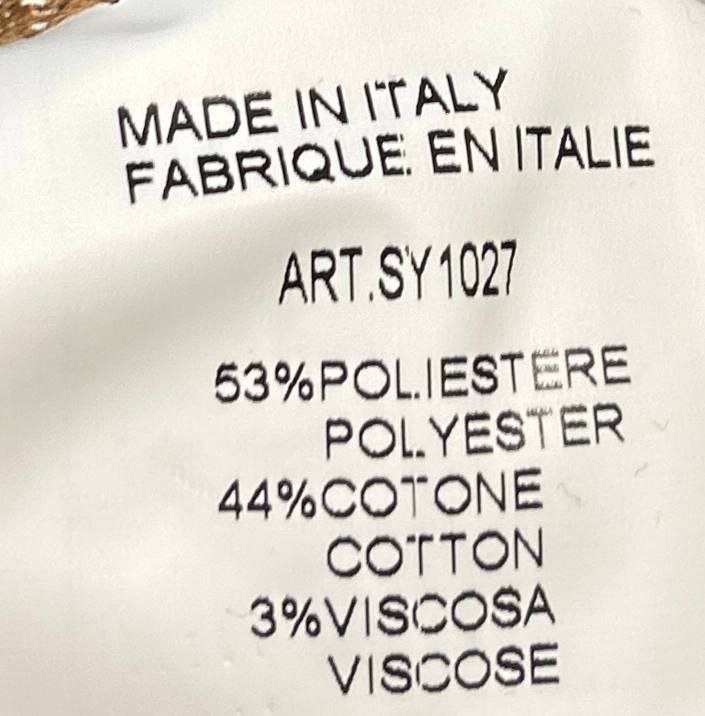 MADE IN ITALY
FABRIQUE EN ITALIE
ART.SY1027
53%POLIESTERE
POLYESTER
44%COTONE
COTTON
3%VISCOSA
VISCOSE